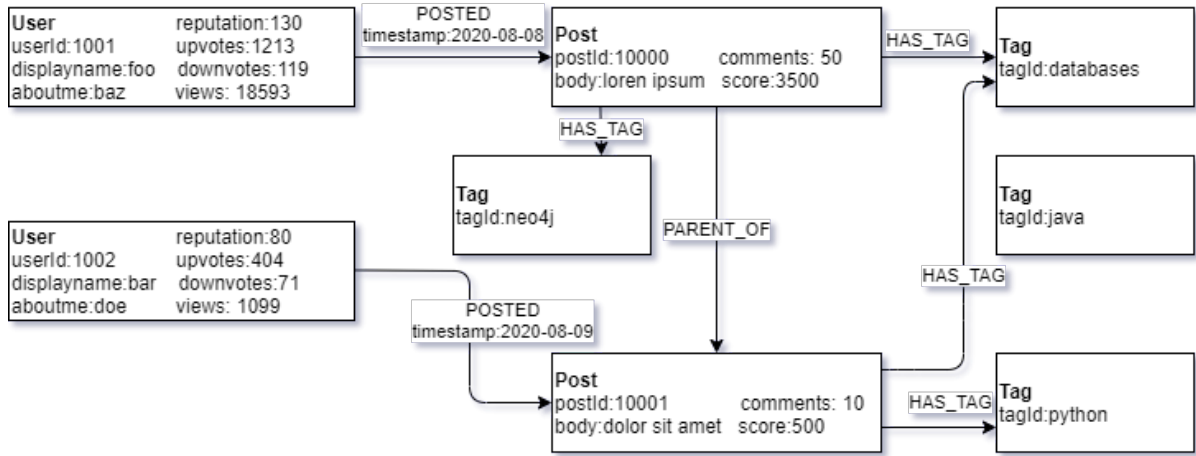 User reputation:130
userId:1001 upvotes:1213
displayname:foo downvotes:119
aboutme:baz views: 18593
POSTED
timestamp:2020-08-08
Post
postId:10000 comments: 50
body:loren ipsum score:3500
HAS_TAG
Tag
tagId:databases
HAS_TAG
Tag
tagId:neo4j
PARENT_OF
Tag
tagId:java
User reputation:80
userId:1002 upvotes:404
displayname:bar downvotes:71
aboutme:doe views: 1099
POSTED
timestamp:2020-08-09
HAS_TAG
Post
postId:10001 comments: 10
body:dolor sit amet score:500
HAS_TAG
Tag
tagId:python